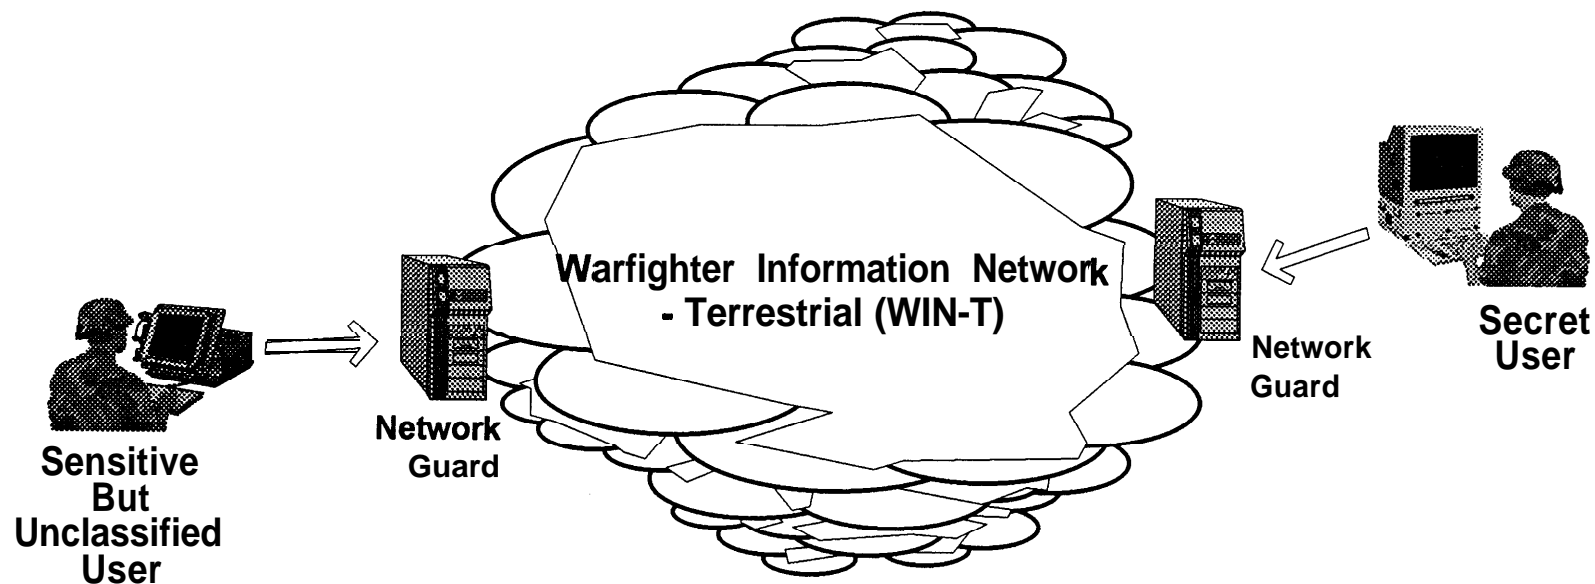 Warfighter Information Network
- Terrestrial (WIN-T)
Secret
User
Network
Guard
Network
Guard
Sensitive
But
Unclassified
User